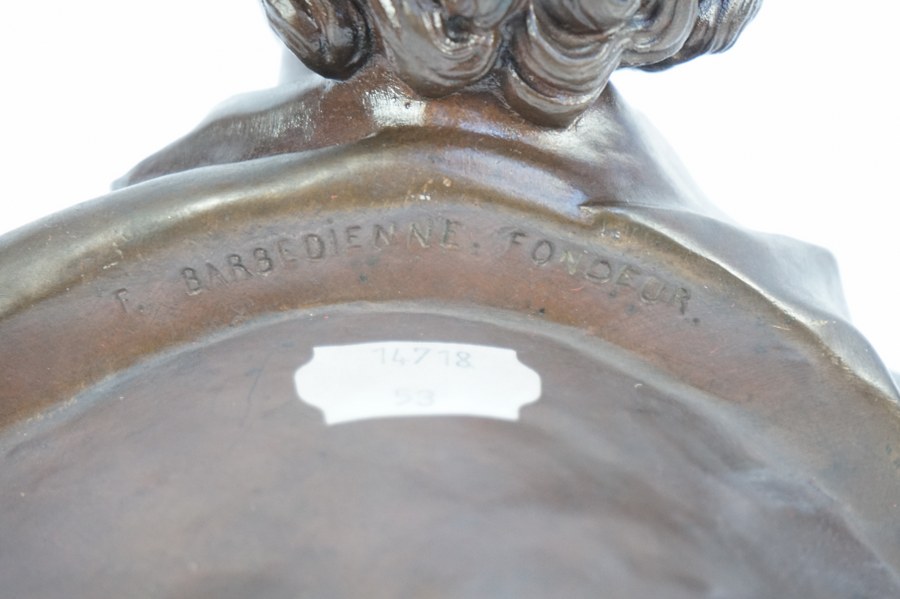 F. BARBEDIENNE. FONDEUR.
14718
53